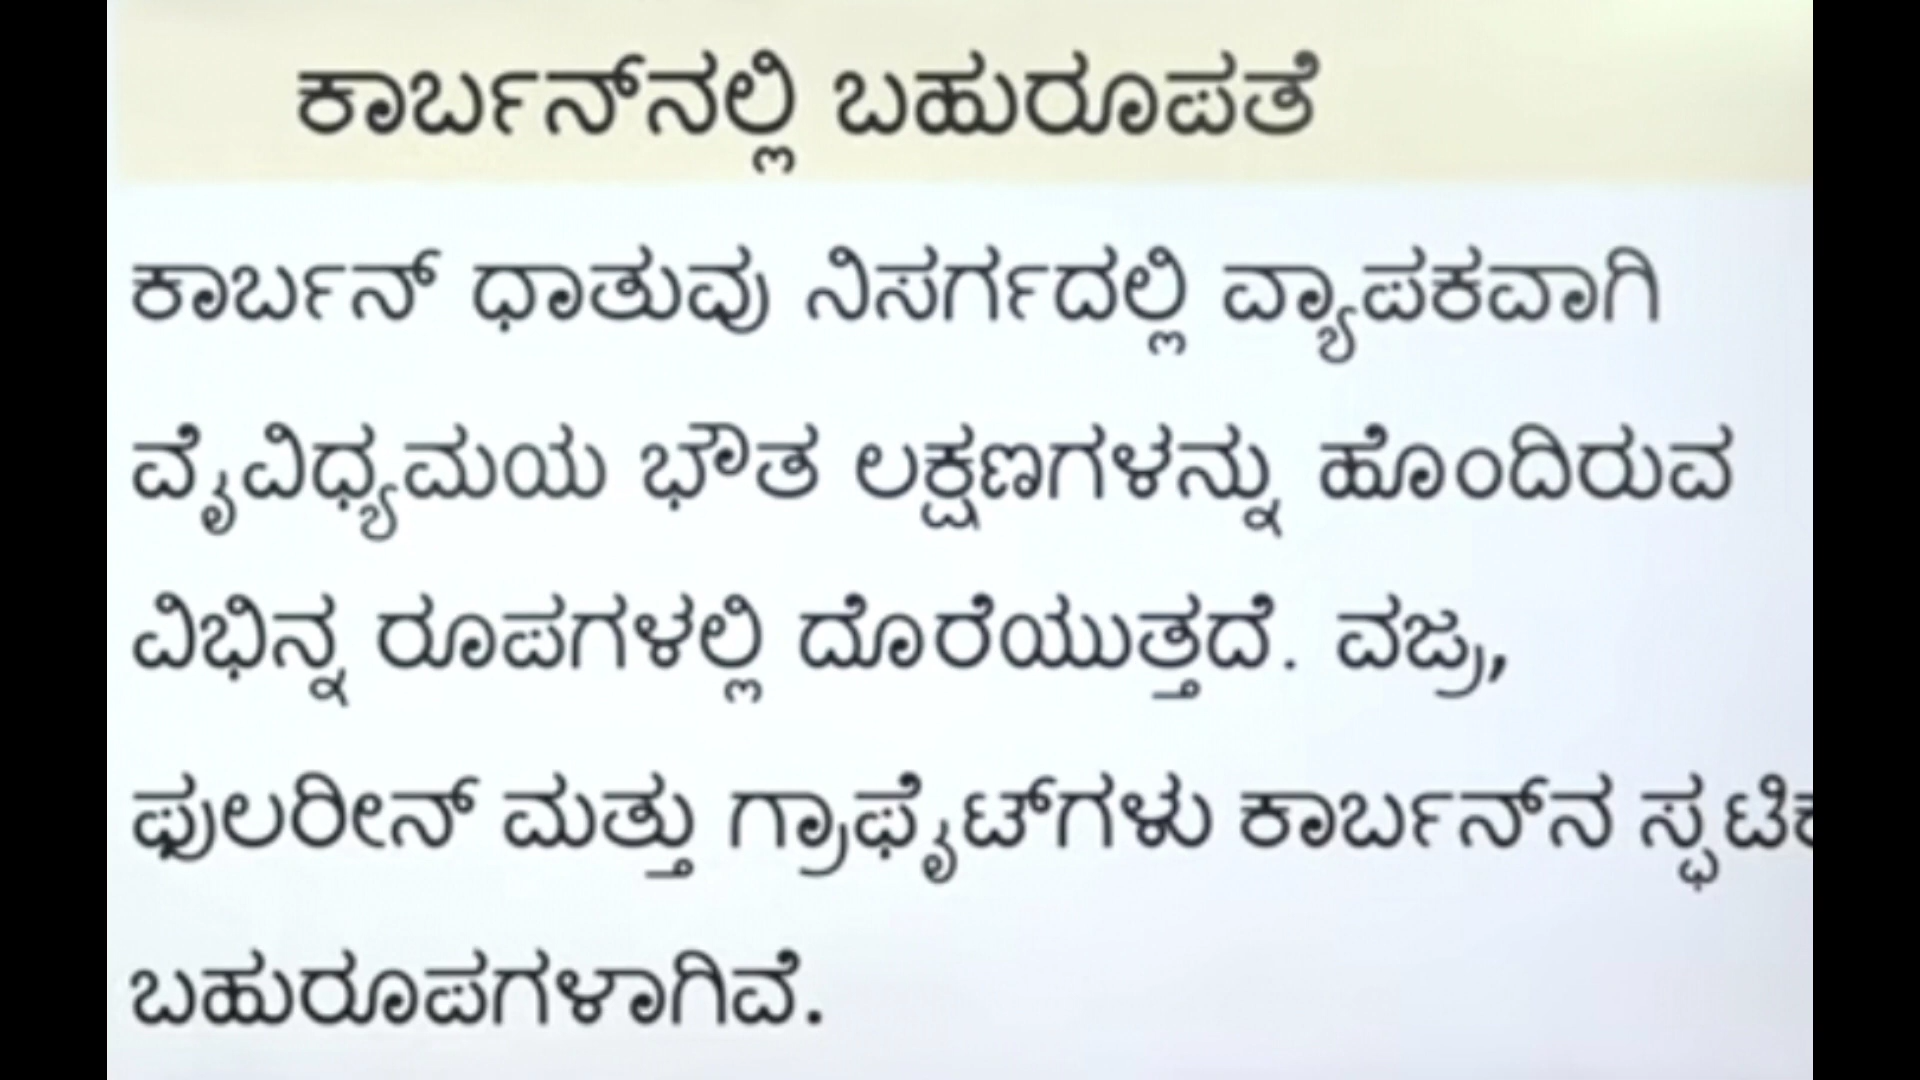 ಕಾರ್ಬನ್‌ನಲ್ಲಿ ಬಹುರೂಪತೆ
ಕಾರ್ಬನ್ ಧಾತುವು ನಿಸರ್ಗದಲ್ಲಿ ವ್ಯಾಪಕವಾಗಿ
ವೈವಿಧ್ಯಮಯ ಭೌತ ಲಕ್ಷಣಗಳನ್ನು ಹೊಂದಿರುವ
ವಿಭಿನ್ನ ರೂಪಗಳಲ್ಲಿ ದೊರೆಯುತ್ತದೆ. ವಜ್ರ,
ಫುಲರೀನ್ ಮತ್ತು ಗ್ರಾಫೈಟ್‌ಗಳು ಕಾರ್ಬನ್‌ನ
ಬಹುರೂಪಗಳಾಗಿವೆ.